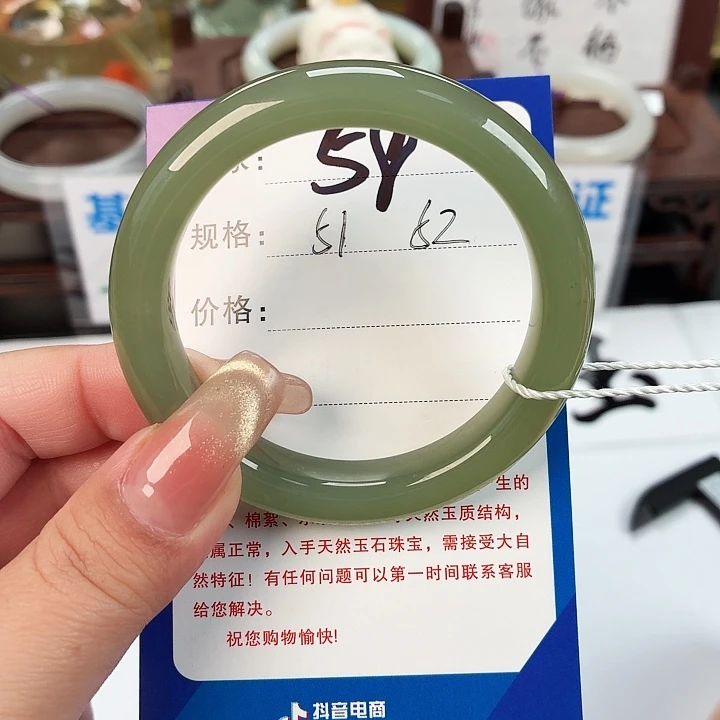 54
规格: 51 52
价格:
生的
、棉絮、 天然玉质结构,
属正常,入手天然玉石珠宝,需接受大自
然特征!有任何问题可以第一时间联系客服
给您解决。
祝您购物愉快!
抖音电商
基
证